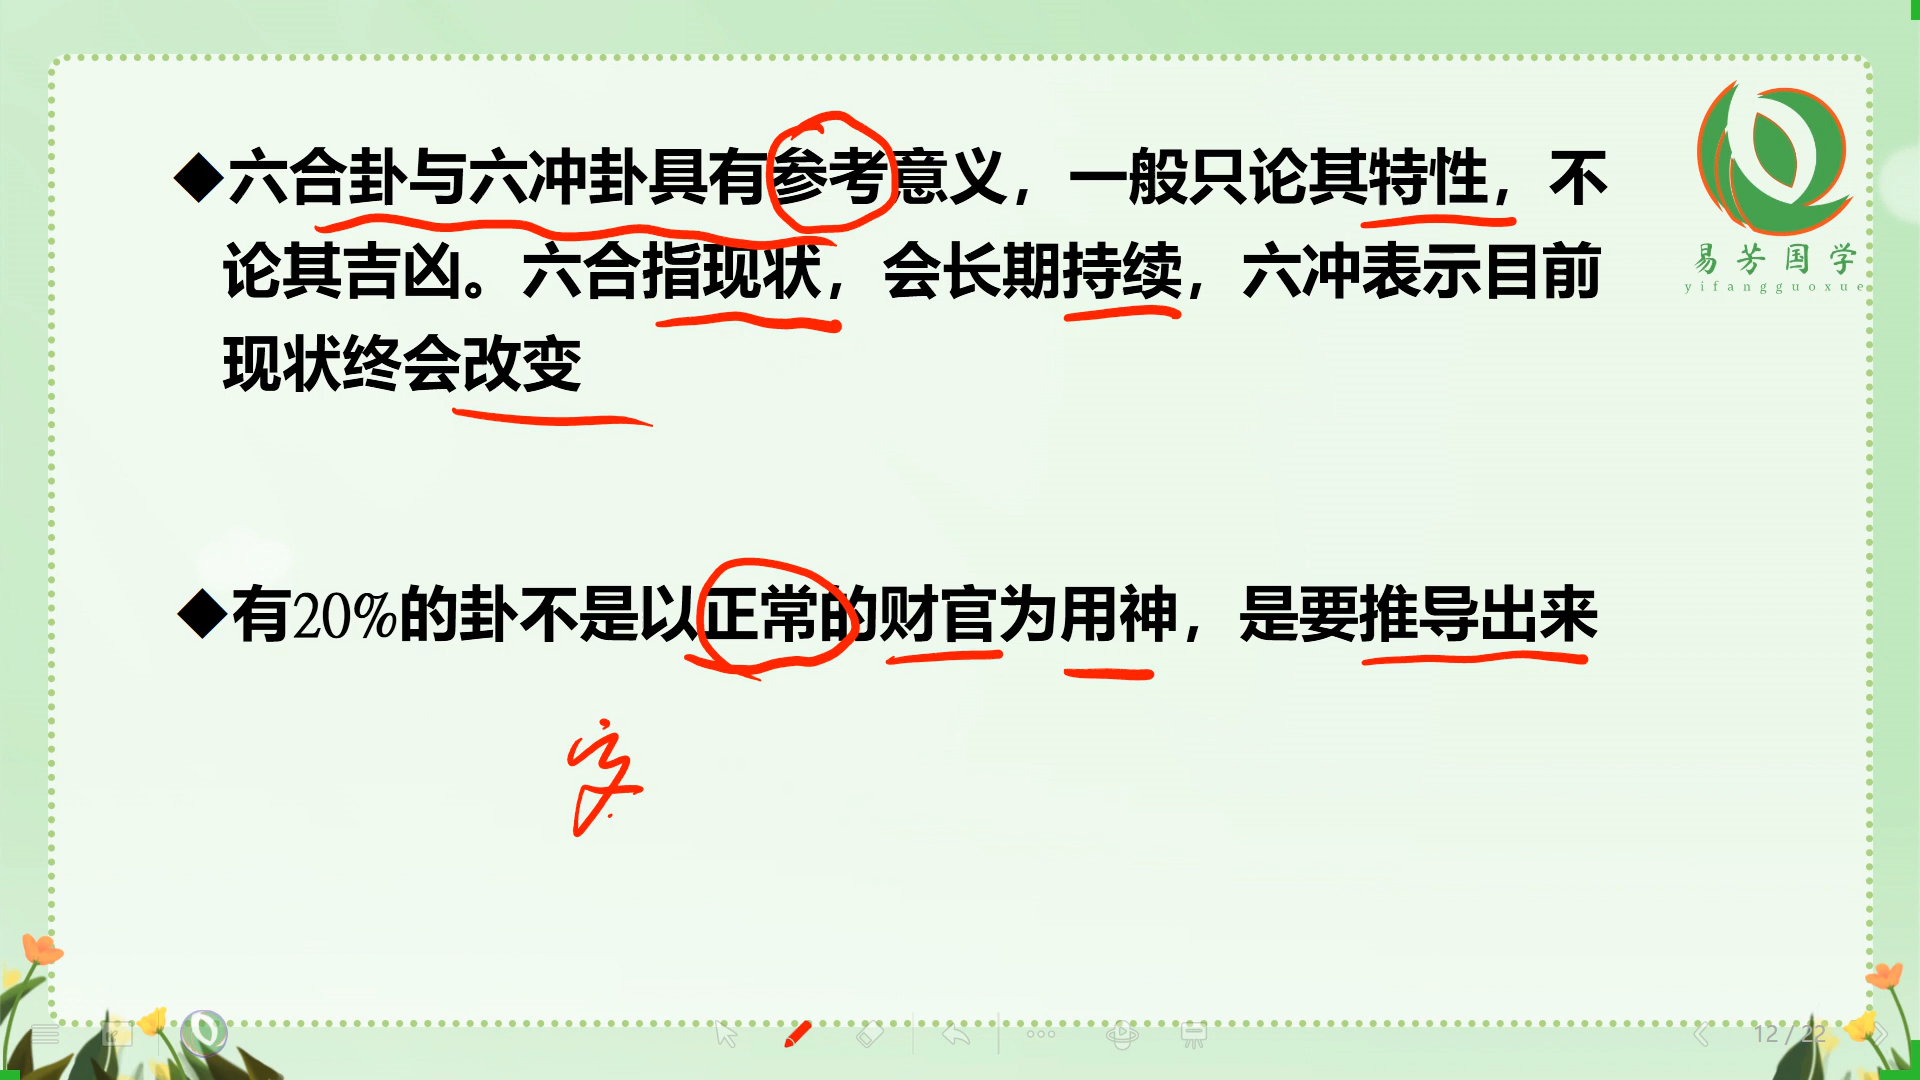 ◆六合卦与六冲卦具有参考意义，一般只论其特性，不
论其吉凶。六合指现状，会长期持续，六冲表示目前
现状终会改变
◆有20%的卦不是以正常的财官为用神，是要推导出来
易芳国学
yifangguoxue
12 / 22